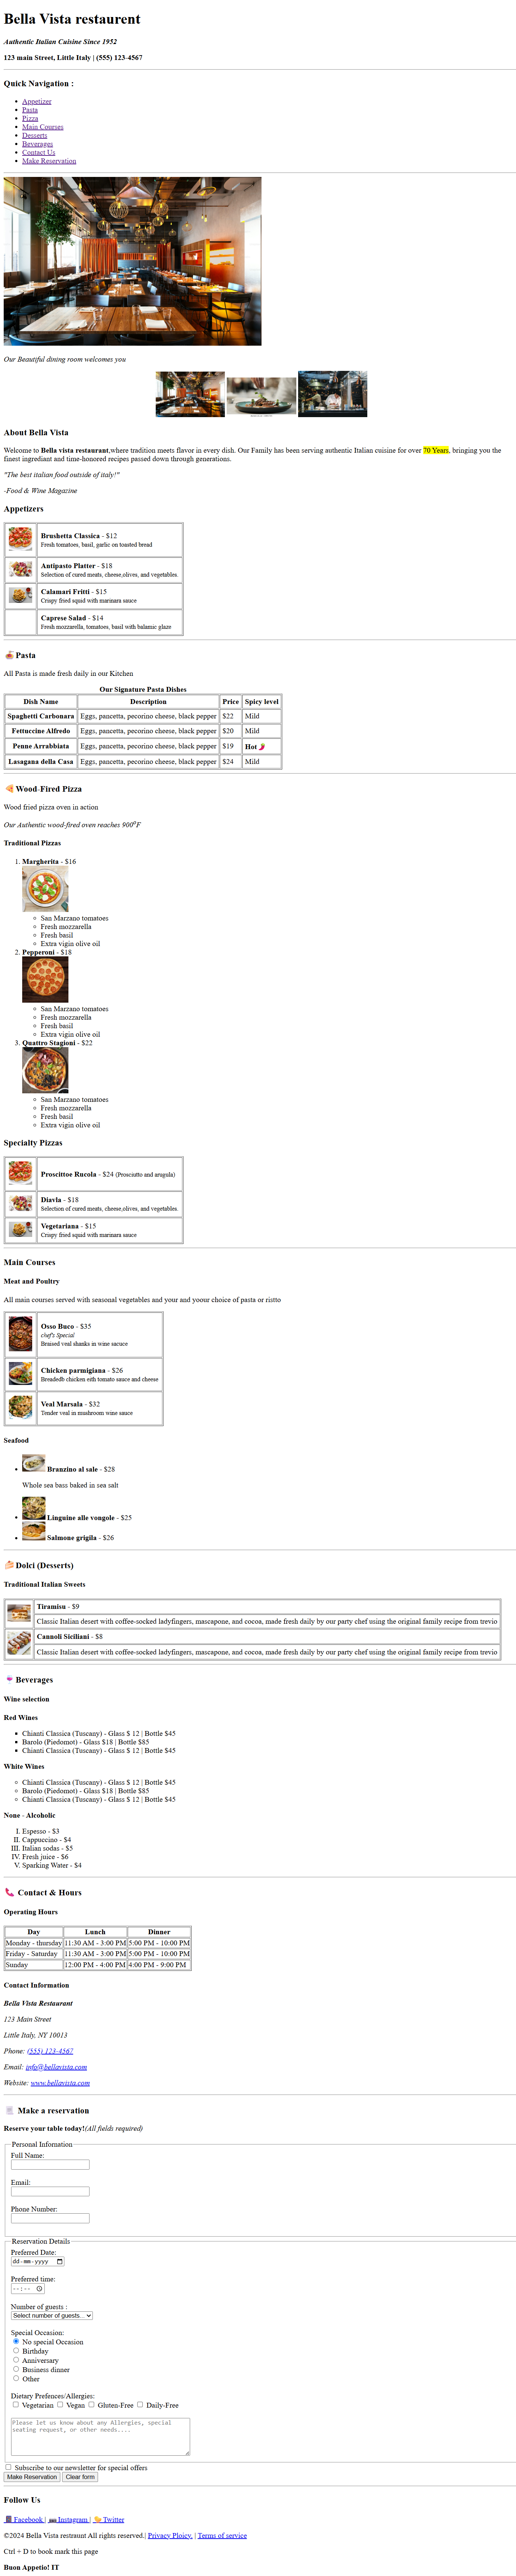 Bella Vista restaurent
Authentic Italian Cuisine Since 1952
123 main Street, Little Italy | (555) 123-4567
Quick Navigation :
Appetizer
Pasta
Pizza
Main Courses
Desserts
Beverages
Contact Us
Make Reservation
Our Beautiful dining room welcomes you
About Bella Vista
Welcome to Bella vista restaurant,where tradition meets flavor in every dish. Our Family has been serving authentic Italian cuisine for over 70 Years, bringing you the
finest ingrediant and time-honored recipes passed down through generations.
"The best italian food outside of italy!"
-Food & Wine Magazine
Appetizers
Brushetta Classica - $12
Fresh tomatoes, basil, garlic on toasted bread
Antipasto Platter - $18
Selection of cured meats, cheese,olives, and vegetables.
Calamari Fritti - $15
Crispy fried squid with marinara sauce
Caprese Salad - $14
Fresh mozzarella, tomatoes, basil with balamic glaze
🍝 Pasta
All Pasta is made fresh daily in our Kitchen
Our Signature Pasta Dishes
Dish Name Description Price Spicy level
Spaghetti Carbonara Eggs, pancetta, pecorino cheese, black pepper $22 Mild
Fettuccine Alfredo Eggs, pancetta, pecorino cheese, black pepper $20 Mild
Penne Arrabbiata Eggs, pancetta, pecorino cheese, black pepper $19 Hot 🌶️
Lasagana della Casa Eggs, pancetta, pecorino cheese, black pepper $24 Mild
🍕 Wood-Fired Pizza
Wood fried pizza oven in action
Our Authentic wood-fired oven reaches 900⁰F
Traditional Pizzas
1. Margherita - $16
San Marzano tomatoes
Fresh mozzarella
Fresh basil
Extra vigin olive oil
2. Pepperoni - $18
San Marzano tomatoes
Fresh mozzarella
Fresh basil
Extra vigin olive oil
3. Quattro Stagioni - $22
San Marzano tomatoes
Fresh mozzarella
Fresh basil
Extra vigin olive oil
Specialty Pizzas
Proscittoe Rucola - $24 (Prosciutto and arugula)
Diavla - $18
Selection of cured meats, cheese,olives, and vegetables.
Vegetariana - $15
Crispy fried squid with marinara sauce
Main Courses
Meat and Poultry
All main courses served with seasonal vegetables and your and yoour choice of pasta or ristto
Osso Buco - $35
chef's Special
Braised veal shanks in wine sacuce
Chicken parmigiana - $26
Breadedb chicken eith tomato sauce and cheese
Veal Marsala - $32
Tender veal in mushroom wine sauce
Seafood
Branzino al sale - $28
Whole sea bass baked in sea salt
Linguine alle vongole - $25
Salmone grigila - $26
🍰 Dolci (Desserts)
Traditional Italian Sweets
Tiramisu - $9
Classic Italian desert with coffee-socked ladyfingers, mascapone, and cocoa, made fresh daily by our party chef using the original family recipe from trevio
Cannoli Siciliani - $8
Classic Italian desert with coffee-socked ladyfingers, mascapone, and cocoa, made fresh daily by our party chef using the original family recipe from trevio
🍷 Beverages
Wine selection
Red Wines
Chianti Classica (Tuscany) - Glass $ 12 | Bottle $45
Barolo (Piedomot) - Glass $18 | Bottle $85
Chianti Classica (Tuscany) - Glass $ 12 | Bottle $45
White Wines
Chianti Classica (Tuscany) - Glass $ 12 | Bottle $45
Barolo (Piedomot) - Glass $18 | Bottle $85
Chianti Classica (Tuscany) - Glass $ 12 | Bottle $45
None - Alcoholic
I. Espesso - $3
II. Cappuccino - $4
III. Italian sodas - $5
IV. Fresh juice - $6
V. Sparking Water - $4
📞 Contact & Hours
Operating Hours
Day Lunch Dinner
Monday - thursday 11:30 AM - 3:00 PM 5:00 PM - 10:00 PM
Friday - Saturday 11:30 AM - 3:00 PM 5:00 PM - 10:00 PM
Sunday 12:00 PM - 4:00 PM 4:00 PM - 9:00 PM
Contact Information
Bella Vista Restaurant
123 Main Street
Little Italy, NY 10013
Phone: (555) 123-4567
Email: info@bellavista.com
Website: www.bellavista.com
Make a reservation
Reserve your table today!(All fields required)
Personal Infornation
Full Name:
Email:
Phone Number:
Reservation Details
Preferred Date:
dd-mm-yyyy
Preferred time:
--:--
Number of guests :
Select number of guests...
Special Occasion:
No special Occasion
Birthday
Anniversary
Business dinner
Other
Dietary Prefences/Allergies:
Vegetarian Vegan Gluten-Free Daily-Free
Please let us know about any Allergies, special
seating request, or other needs....
Subscribe to our newsletter for special offers
Make Reservation Clear form
Follow Us
Facebook | Instagram | Twitter
©2024 Bella Vista restraunt All rights reserved.| Privacy Ploicy. | Terms of service
Ctrl + D to book mark this page
Buon Appetio! IT